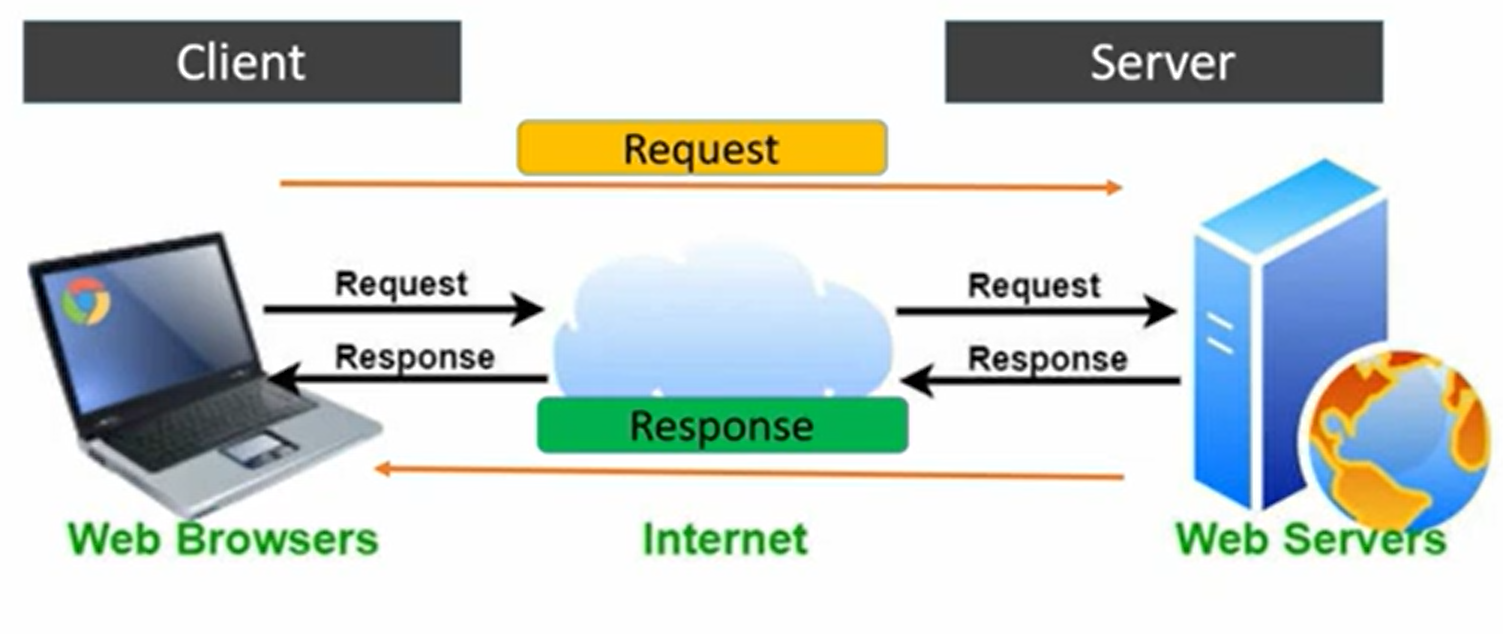 Client
Server
Request
Request
Request
Response
Response
Response
Web Browsers
Internet
Web Servers